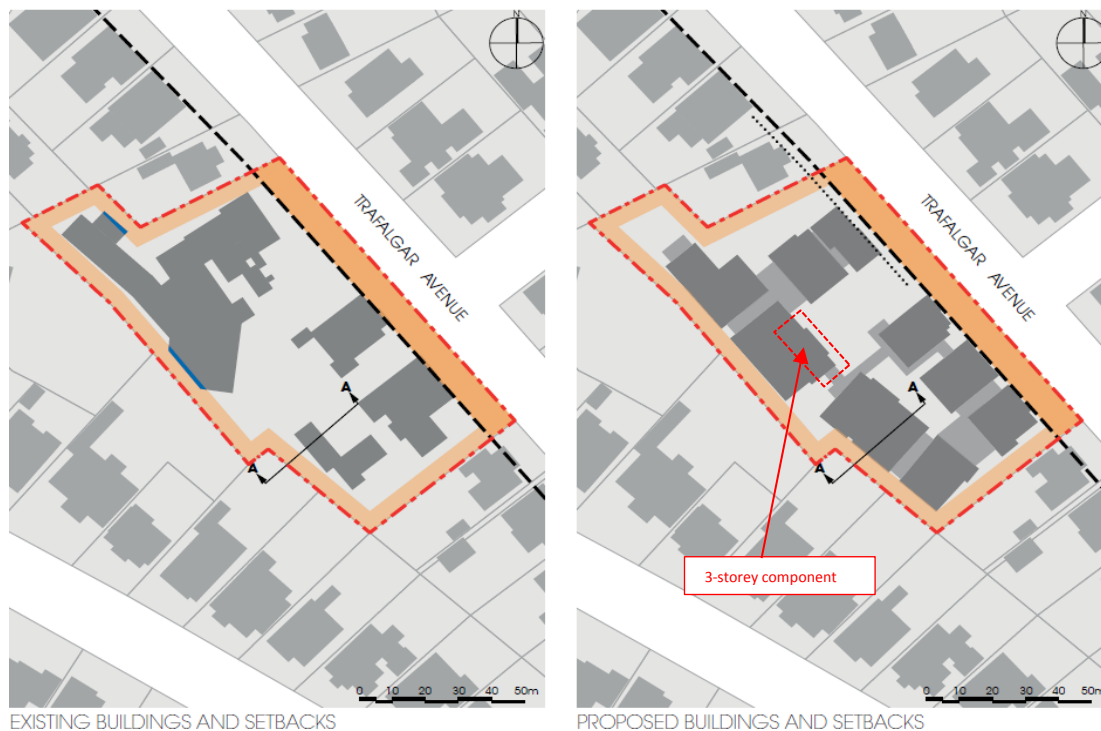 N
TRAFALGAR AVENUE
A
A
0 10 20 30 40 50m
EXISTING BUILDINGS AND SETBACKS
N
TRAFALGAR AVENUE
A
A
3-storey component
0 10 20 30 40 50m
PROPOSED BUILDINGS AND SETBACKS